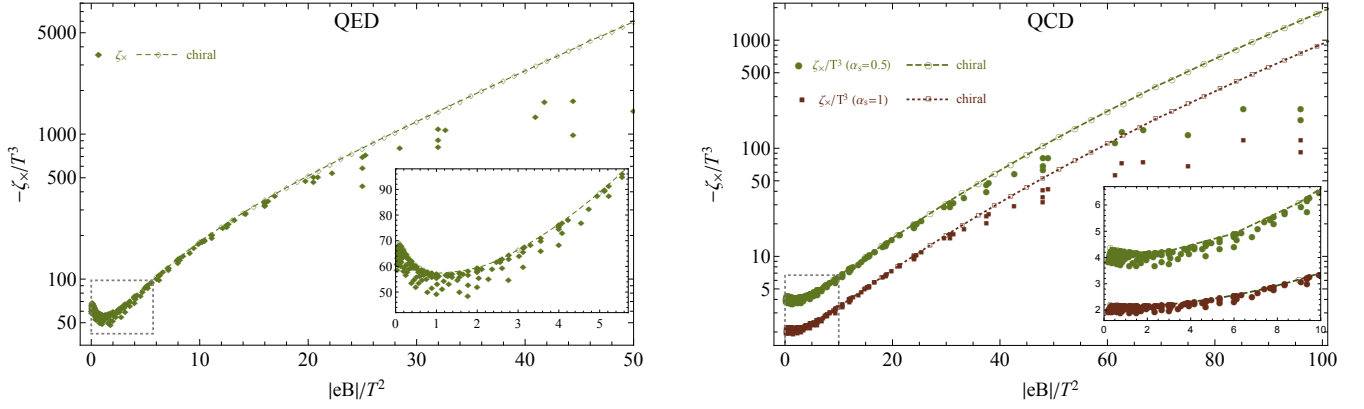 QED
ζ× chiral
−ζ×/T³
5000
1000
500
100
50
0 10 20 30 40 50
|eB|/T²
90
80
70
60
50
0 1 2 3 4 5
QCD
ζ×/T³ (αs=0.5) chiral
ζ×/T³ (αs=1) chiral
−ζ×/T³
1000
500
100
50
10
5
0 20 40 60 80 100
|eB|/T²
6
5
4
3
2
0 2 4 6 8 10